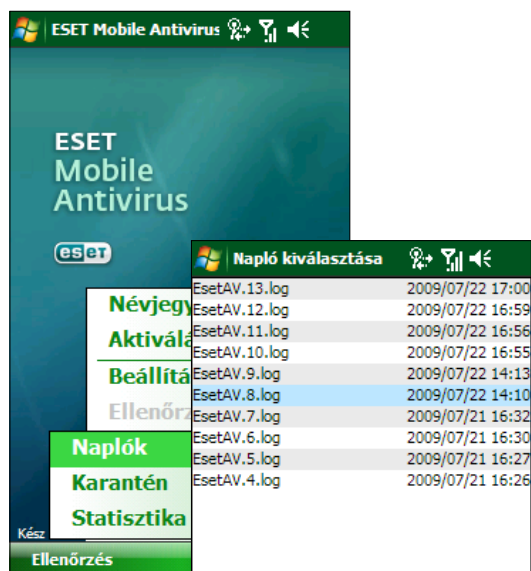 ESET Mobile Antivirus
ESET
Mobile
Antivirus
eset
Névjegy
Beállítá
Naplók
Karantén
Statisztika
Kész
Ellenőrzés
Napló kiválasztása
EsetAV.13.log 2009/07/22 17:00
EsetAV.12.log 2009/07/22 16:59
EsetAV.11.log 2009/07/22 16:56
EsetAV.10.log 2009/07/22 16:55
EsetAV.9.log 2009/07/22 14:13
EsetAV.8.log 2009/07/22 14:10
EsetAV.7.log 2009/07/21 16:32
EsetAV.6.log 2009/07/21 16:30
EsetAV.5.log 2009/07/21 16:27
EsetAV.4.log 2009/07/21 16:26